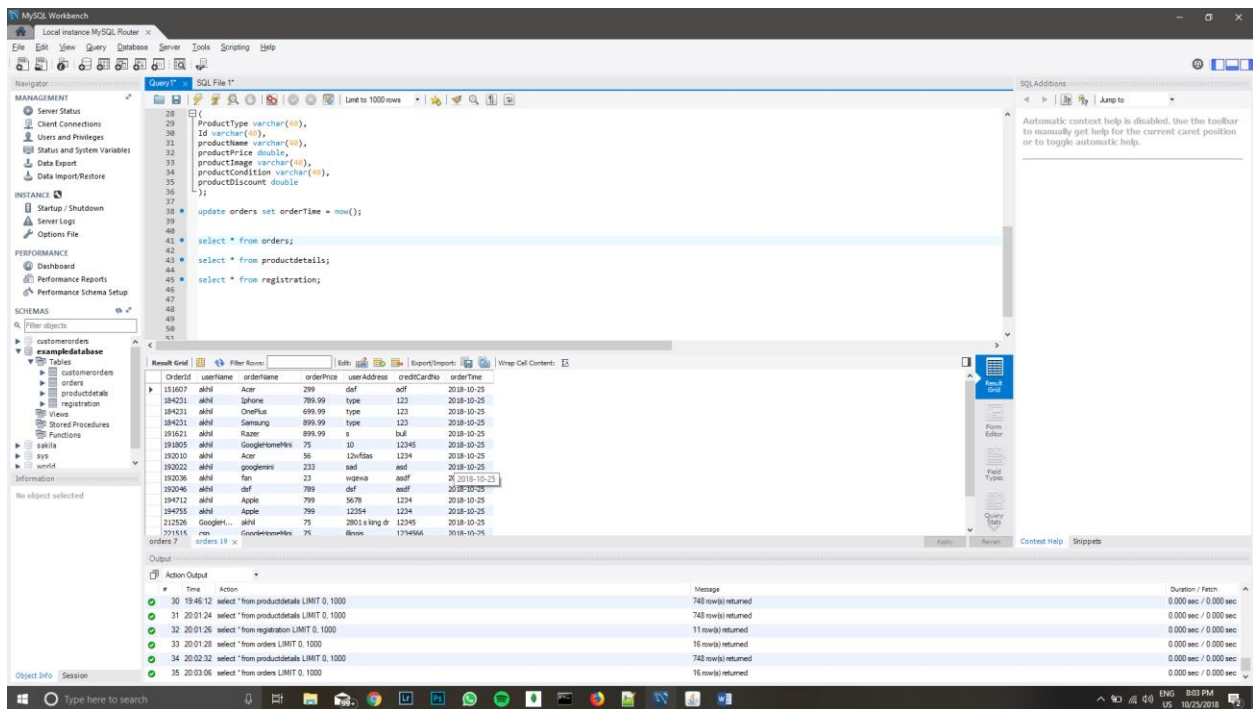 MySQL Workbench
Local instance MySQL Router ×
File Edit View Query Database Server Tools Scripting Help
Navigator
MANAGEMENT
Server Status
Client Connections
Users and Privileges
Status and System Variables
Data Export
Data Import/Restore
INSTANCE
Startup / Shutdown
Server Logs
Options File
PERFORMANCE
Dashboard
Performance Reports
Performance Schema Setup
SCHEMAS
Filter objects
customerorders
exampledatabase
Tables
customerorders
orders
productdetails
registration
Views
Stored Procedures
Functions
sakila
sys
world
Information
No object selected
Object Info Session
Query1* × SQL File 1*
Limit to 1000 rows
28 (
29 ProductType varchar(40),
30 Id varchar(40),
31 productName varchar(40),
32 productPrice double,
33 productImage varchar(40),
34 productCondition varchar(40),
35 productDiscount double
36 );
37
38 update orders set orderTime = now();
39
40
41 select * from orders;
42
43 select * from productdetails;
44
45 select * from registration;
46
47
48
49
50
51
Result Grid Filter Rows: Edit: Export/Import: Wrap Cell Content:
OrderId userName orderName orderPrice userAddress creditCardNo orderTime
151607 akhil Acer 299 daf adf 2018-10-25
184231 akhil Iphone 789.99 type 123 2018-10-25
184231 akhil OnePlus 699.99 type 123 2018-10-25
184231 akhil Samsung 899.99 type 123 2018-10-25
191621 akhil Razer 899.99 s bull 2018-10-25
191805 akhil GoogleHomeMini 75 10 12345 2018-10-25
192010 akhil Acer 56 12wfdas 1234 2018-10-25
192022 akhil googlemini 233 sad asd 2018-10-25
192036 akhil fan 23 wqewa asdf 2018-10-25
192046 akhil dsf 789 dsf asdf 2018-10-25
194712 akhil Apple 799 5678 1234 2018-10-25
194755 akhil Apple 799 12354 1234 2018-10-25
212526 GoogleH... akhil 75 2801 s king dr 12345 2018-10-25
221515 csp GoogleHomeMini 75 illinois 1234566 2018-10-25
orders 7 orders 19 ×
Apply Revert
Result Grid
Form Editor
Field Types
Query Stats
SQL Additions
Jump to
Automatic context help is disabled. Use the toolbar
to manually get help for the current caret position
or to toggle automatic help.
Context Help Snippets
Output
Action Output
# Time Action Message Duration / Fetch
30 19:46:12 select * from productdetails LIMIT 0, 1000 748 row(s) returned 0.000 sec / 0.000 sec
31 20:01:24 select * from productdetails LIMIT 0, 1000 748 row(s) returned 0.000 sec / 0.000 sec
32 20:01:26 select * from registration LIMIT 0, 1000 11 row(s) returned 0.000 sec / 0.000 sec
33 20:01:28 select * from orders LIMIT 0, 1000 16 row(s) returned 0.000 sec / 0.000 sec
34 20:02:32 select * from productdetails LIMIT 0, 1000 748 row(s) returned 0.000 sec / 0.000 sec
35 20:03:06 select * from orders LIMIT 0, 1000 16 row(s) returned 0.000 sec / 0.000 sec
Type here to search
99+
Lr
Ps
ENG 8:03 PM
US 10/25/2018